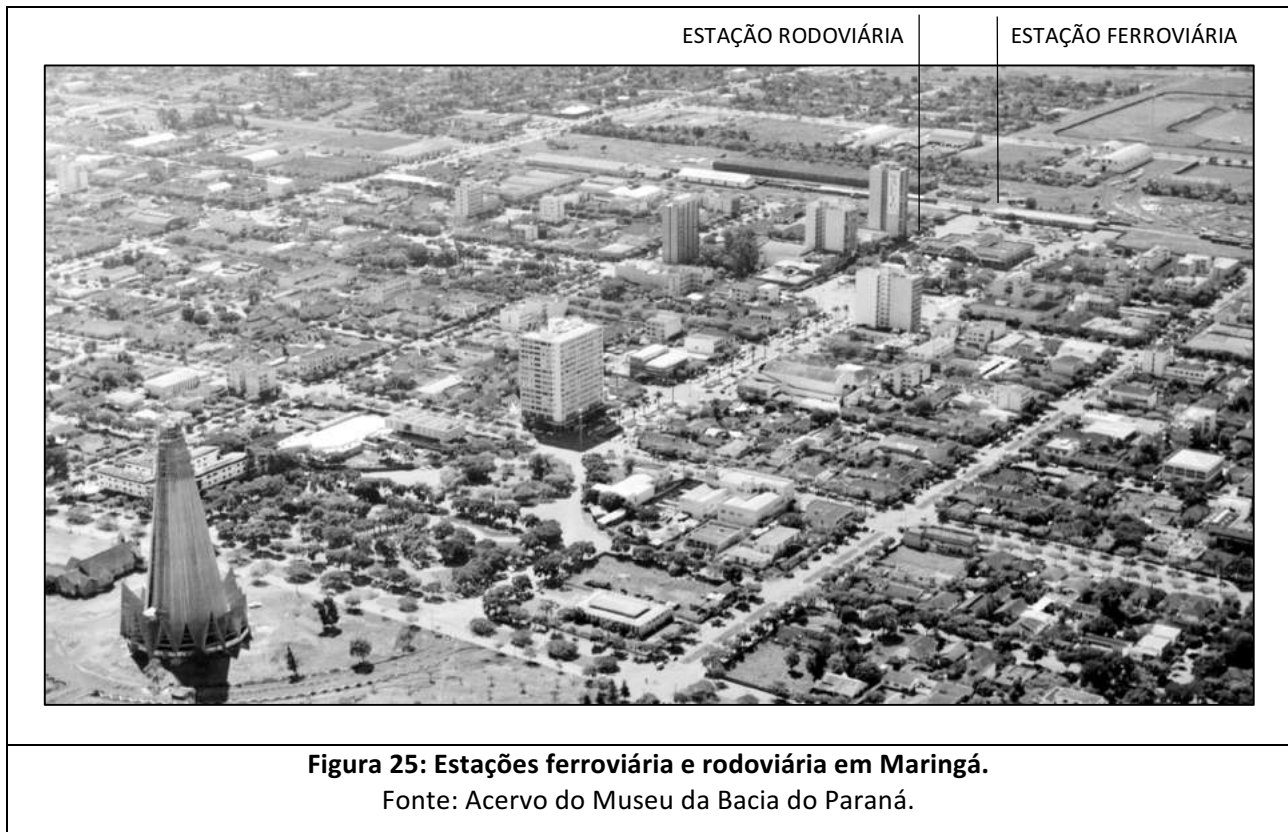 ESTAÇÃO RODOVIÁRIA ESTAÇÃO FERROVIÁRIA
Figura 25: Estações ferroviária e rodoviária em Maringá.
Fonte: Acervo do Museu da Bacia do Paraná.